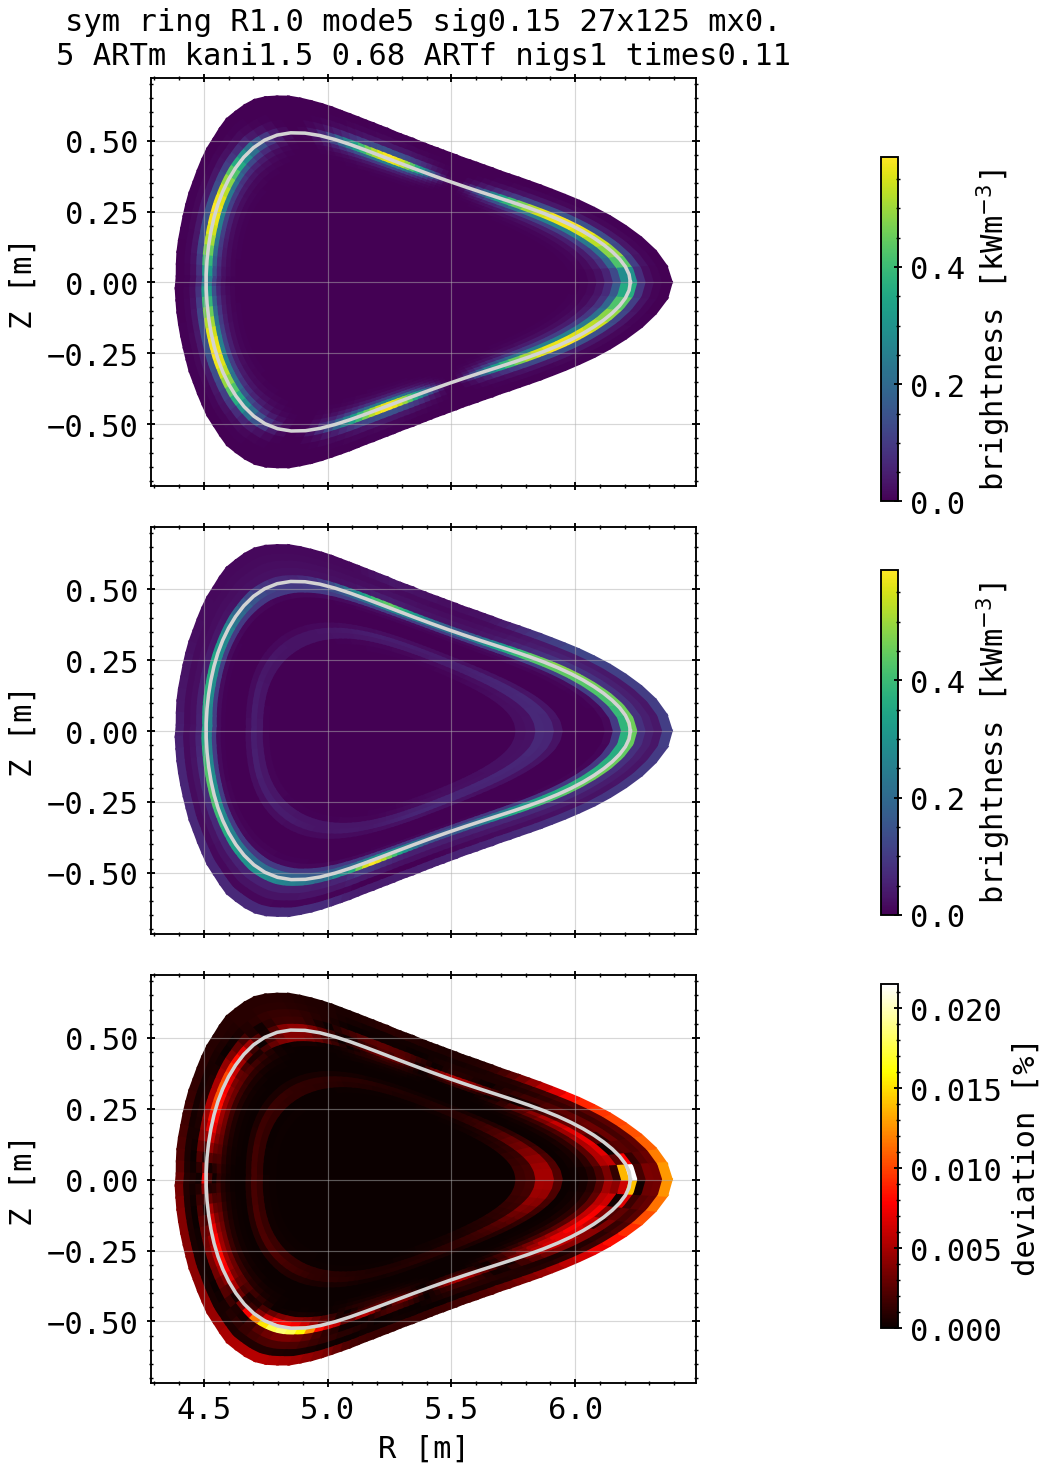 sym ring R1.0 mode5 sig0.15 27x125 mx0.
5 ARTm kani1.5 0.68 ARTf nigs1 times0.11
0.50
0.25
0.00
−0.25
−0.50
Z [m]
0.4
0.2
0.0
brightness [kWm⁻³]
0.50
0.25
0.00
−0.25
−0.50
Z [m]
0.4
0.2
0.0
brightness [kWm⁻³]
0.50
0.25
0.00
−0.25
−0.50
Z [m]
0.020
0.015
0.010
0.005
0.000
deviation [%]
4.5 5.0 5.5 6.0
R [m]